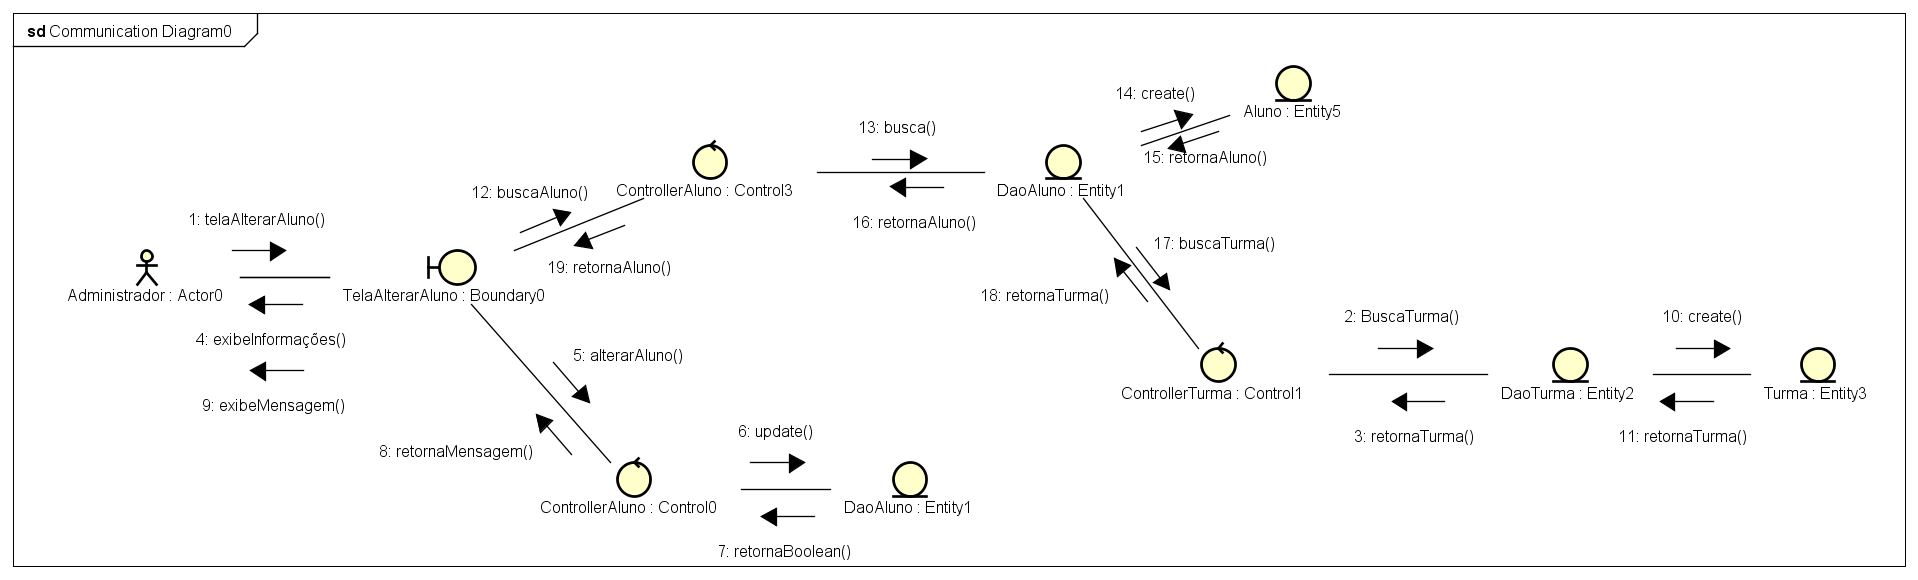 sd Communication Diagram0
14: create()
Aluno : Entity5
13: busca()
15: retornaAluno()
12: buscaAluno()
ControllerAluno : Control3
DaoAluno : Entity1
1: telaAlterarAluno()
16: retornaAluno()
17: buscaTurma()
19: retornaAluno()
Administrador : Actor0
TelaAlterarAluno : Boundary0
18: retornaTurma()
2: BuscaTurma()
10: create()
4: exibeInformações()
5: alterarAluno()
ControllerTurma : Control1
DaoTurma : Entity2
Turma : Entity3
9: exibeMensagem()
6: update()
3: retornaTurma()
11: retornaTurma()
8: retornaMensagem()
ControllerAluno : Control0
DaoAluno : Entity1
7: retornaBoolean()